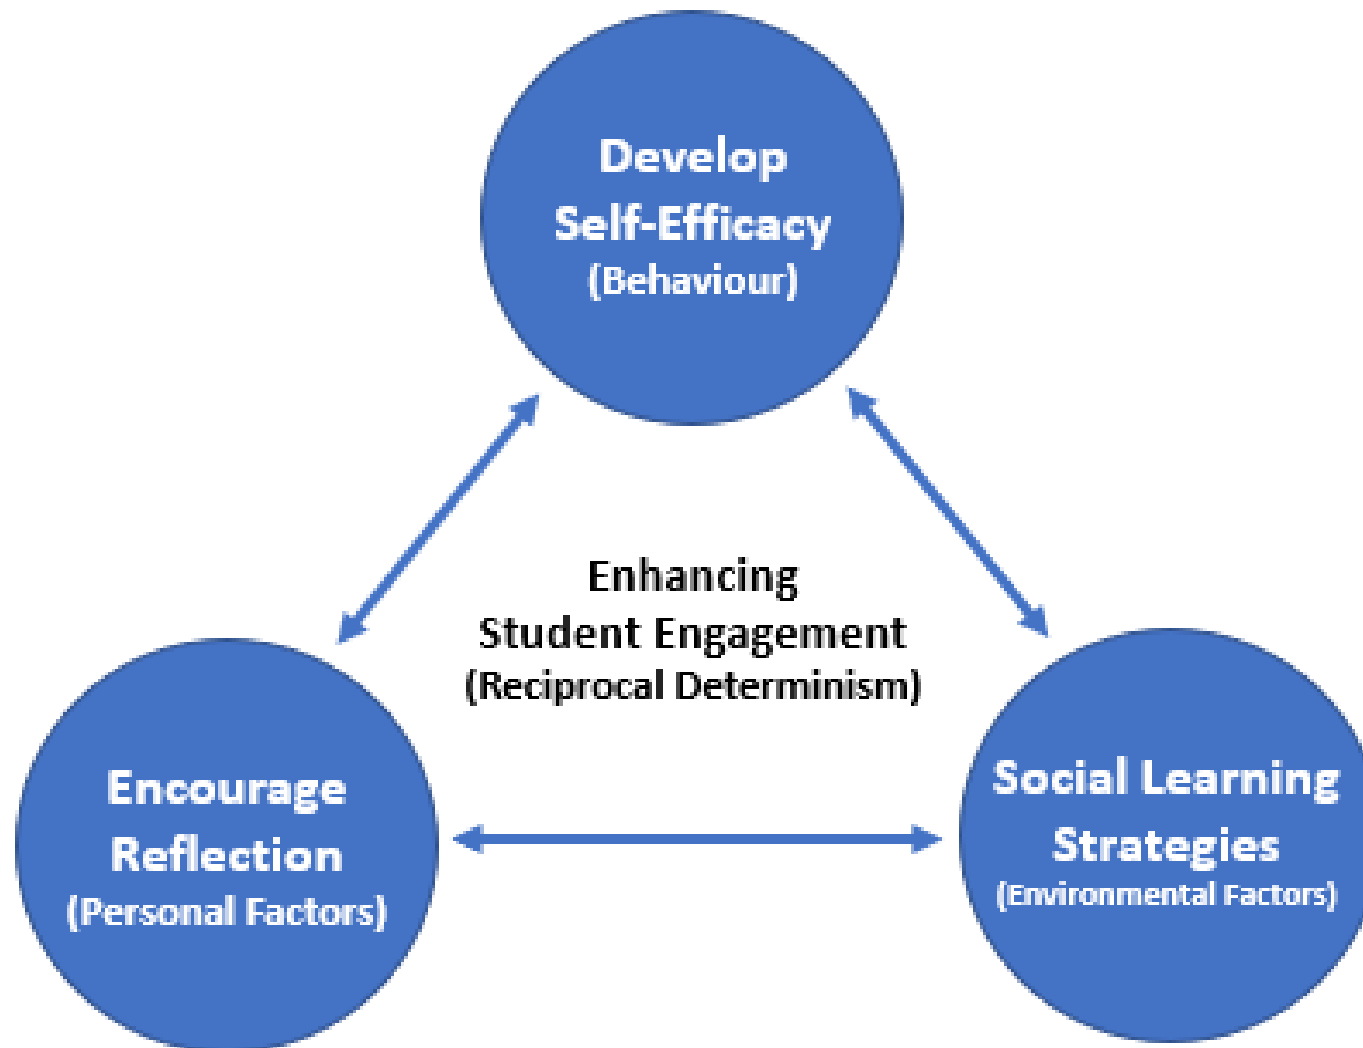 Develop
Self-Efficacy
(Behaviour)
Enhancing
Student Engagement
(Reciprocal Determinism)
Encourage
Reflection
(Personal Factors)
Social Learning
Strategies
(Environmental Factors)